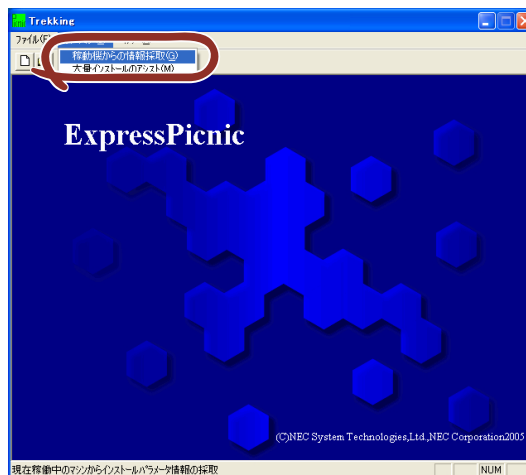 Trekking
ファイル(F)
稼動機からの情報採取(G)
大量インストールのアシスト(M)
ExpressPicnic
(C)NEC System Technologies,Ltd.,NEC Corporation2005
現在稼働中のマシンからインストールパラメータ情報の採取
NUM